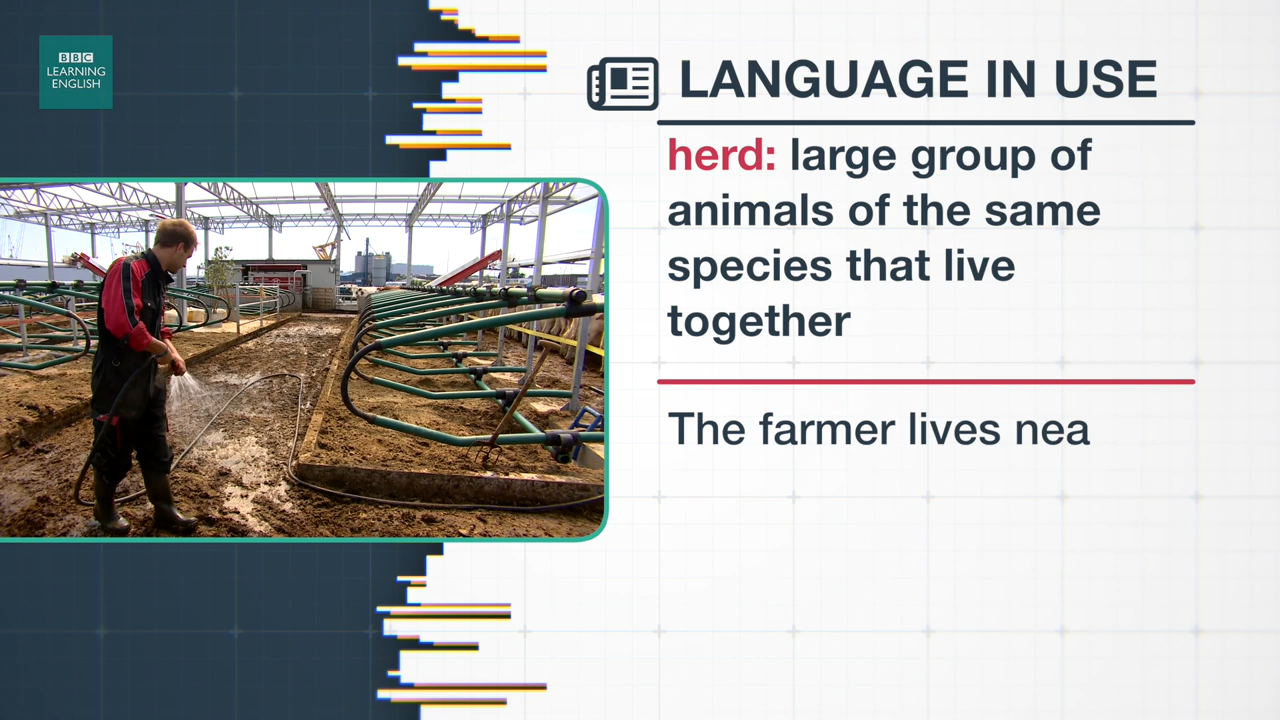 BBC
LEARNING
ENGLISH
LANGUAGE IN USE
herd: large group of
animals of the same
species that live
together
The farmer lives nea